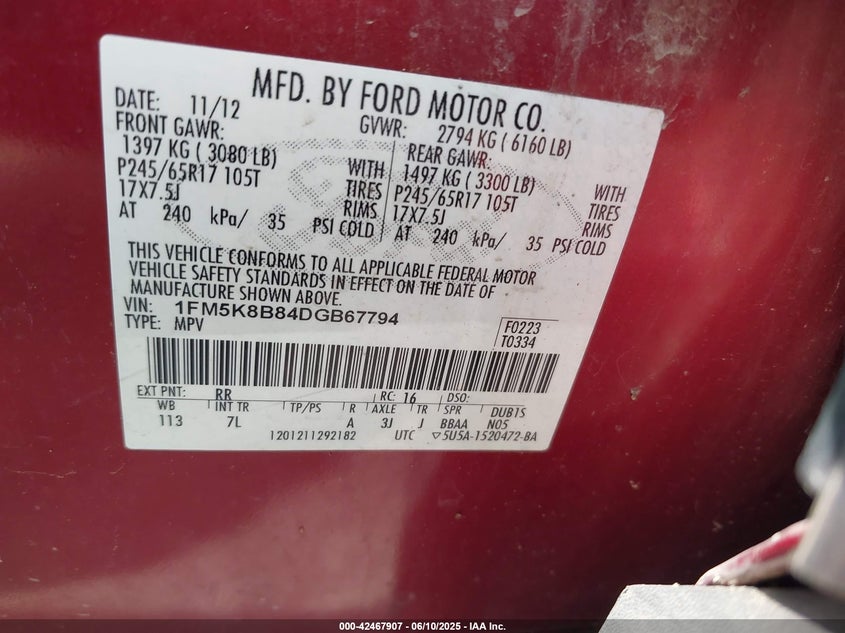 MFD. BY FORD MOTOR CO.
DATE: 11/12 GVWR: 2794 KG ( 6160 LB)
FRONT GAWR: REAR GAWR:
1397 KG ( 3080 LB) WITH 1497 KG ( 3300 LB) WITH
P245/65R17 105T TIRES P245/65R17 105T TIRES
17X7.5J RIMS 17X7.5J RIMS
AT 240 kPa/ 35 PSI COLD AT 240 kPa/ 35 PSI COLD
THIS VEHICLE CONFORMS TO ALL APPLICABLE FEDERAL MOTOR
VEHICLE SAFETY STANDARDS IN EFFECT ON THE DATE OF
MANUFACTURE SHOWN ABOVE.
VIN: 1FM5K8B84DGB67794
TYPE: MPV
F0223
T0334
EXT PNT: RR RC: 16 DSO:
WB INT TR TP/PS R AXLE TR SPR DUB1S
113 7L A 3J J BBAA N05
1201211292182 UTC 5U5A-1520472-BA
000-42467907 - 06/10/2025 - IAA Inc.